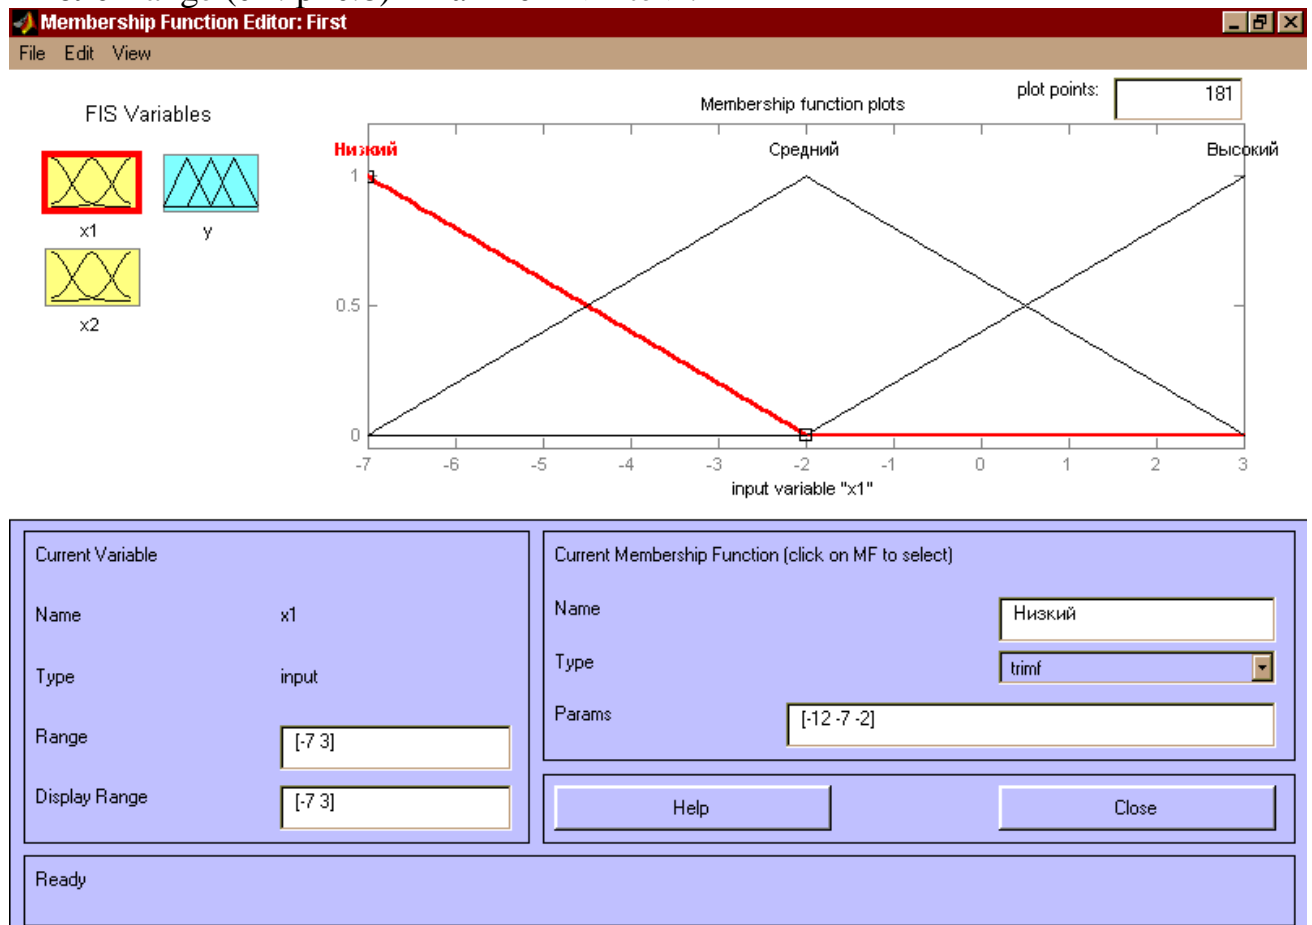 Membership Function Editor: First
File Edit View
FIS Variables
x1
y
x2
Membership function plots
plot points:
181
Низкий
Средний
Высокий
1
0.5
0
-7 -6 -5 -4 -3 -2 -1 0 1 2 3
input variable "x1"
Current Variable
Name x1
Type input
Range [-7 3]
Display Range [-7 3]
Current Membership Function (click on MF to select)
Name Низкий
Type trimf
Params [-12 -7 -2]
Help
Close
Ready